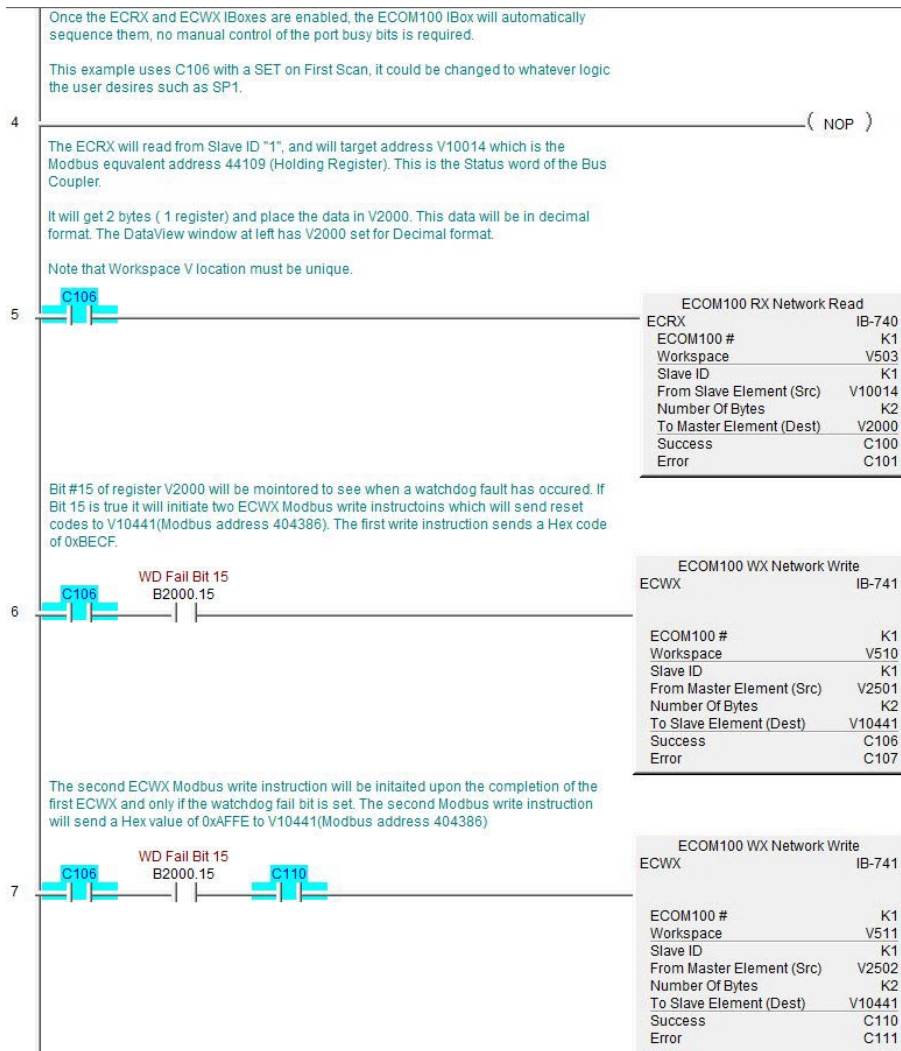 Once the ECRX and ECWX IBoxes are enabled, the ECOM100 IBox will automatically
sequence them, no manual control of the port busy bits is required.
This example uses C106 with a SET on First Scan, it could be changed to whatever logic
the user desires such as SP1.
4
( NOP )
The ECRX will read from Slave ID "1", and will target address V10014 which is the
Modbus equvalent address 44109 (Holding Register). This is the Status word of the Bus
Coupler.
It will get 2 bytes ( 1 register) and place the data in V2000. This data will be in decimal
format. The DataView window at left has V2000 set for Decimal format.
Note that Workspace V location must be unique.
5
C106
ECOM100 RX Network Read
ECRX IB-740
ECOM100 # K1
Workspace V503
Slave ID K1
From Slave Element (Src) V10014
Number Of Bytes K2
To Master Element (Dest) V2000
Success C100
Error C101
Bit #15 of register V2000 will be mointored to see when a watchdog fault has occured. If
Bit 15 is true it will initiate two ECWX Modbus write instructoins which will send reset
codes to V10441(Modbus address 404386). The first write instruction sends a Hex code
of 0xBECF.
6
C106
WD Fail Bit 15
B2000.15
ECOM100 WX Network Write
ECWX IB-741
ECOM100 # K1
Workspace V510
Slave ID K1
From Master Element (Src) V2501
Number Of Bytes K2
To Slave Element (Dest) V10441
Success C106
Error C107
The second ECWX Modbus write instruction will be initaited upon the completion of the
first ECWX and only if the watchdog fail bit is set. The second Modbus write instruction
will send a Hex value of 0xAFFE to V10441(Modbus address 404386)
7
C106
WD Fail Bit 15
B2000.15
C110
ECOM100 WX Network Write
ECWX IB-741
ECOM100 # K1
Workspace V511
Slave ID K1
From Master Element (Src) V2502
Number Of Bytes K2
To Slave Element (Dest) V10441
Success C110
Error C111